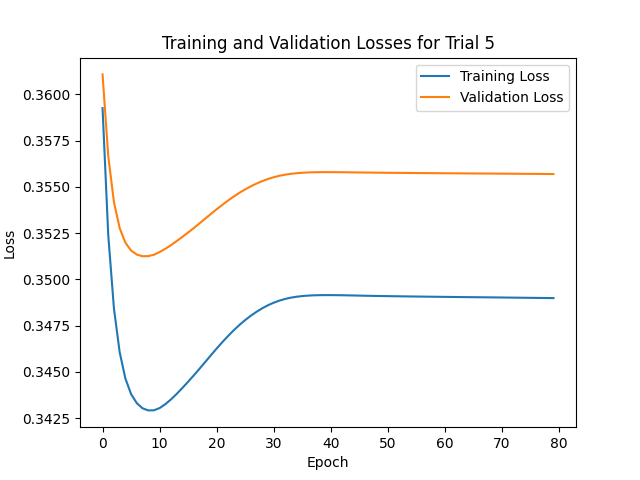 Training and Validation Losses for Trial 5
Training Loss
Validation Loss
0.3600
0.3575
0.3550
0.3525
0.3500
0.3475
0.3450
0.3425
Loss
0 10 20 30 40 50 60 70 80
Epoch